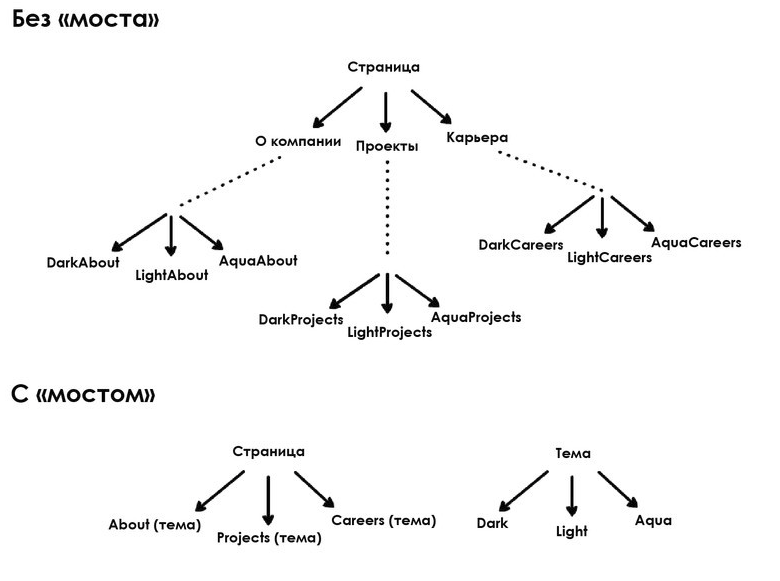 Без «моста»
Страница
О компании
Проекты
Карьера
DarkAbout
LightAbout
AquaAbout
DarkProjects
LightProjects
AquaProjects
DarkCareers
LightCareers
AquaCareers
С «мостом»
Страница
About (тема)
Projects (тема)
Careers (тема)
Тема
Dark
Light
Aqua